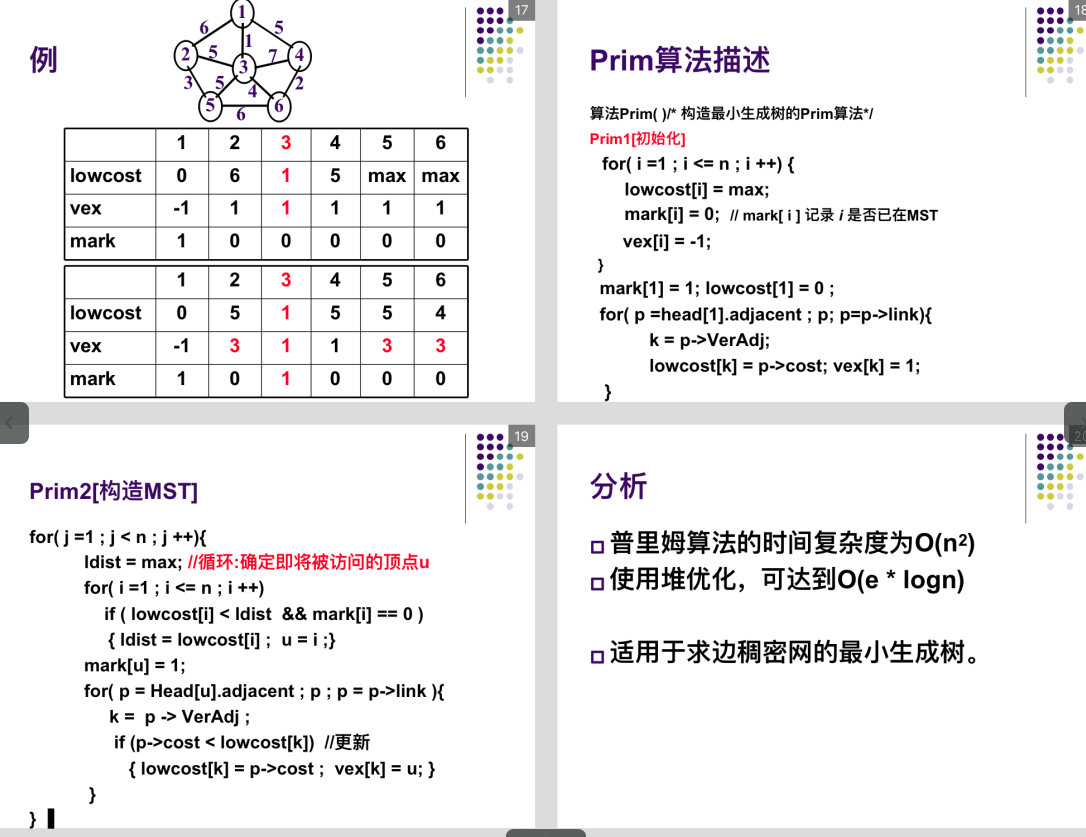 17
例
1
6
5
1
2
5
7
4
3
3
5
4
2
5
6
6
1 2 3 4 5 6
lowcost 0 6 1 5 max max
vex -1 1 1 1 1 1
mark 1 0 0 0 0 0
1 2 3 4 5 6
lowcost 0 5 1 5 5 4
vex -1 3 1 1 3 3
mark 1 0 1 0 0 0
18
Prim算法描述
算法Prim( )/* 构造最小生成树的Prim算法*/
Prim1[初始化]
for( i =1 ; i <= n ; i ++) {
lowcost[i] = max;
mark[i] = 0; // mark[ i ] 记录 i 是否已在MST
vex[i] = -1;
}
mark[1] = 1; lowcost[1] = 0 ;
for( p =head[1].adjacent ; p; p=p->link){
k = p->VerAdj;
lowcost[k] = p->cost; vex[k] = 1;
}
19
Prim2[构造MST]
for( j =1 ; j < n ; j ++){
ldist = max; //循环:确定即将被访问的顶点u
for( i =1 ; i <= n ; i ++)
if ( lowcost[i] < ldist && mark[i] == 0 )
{ ldist = lowcost[i] ; u = i ;}
mark[u] = 1;
for( p = Head[u].adjacent ; p ; p = p->link ){
k = p -> VerAdj ;
if (p->cost < lowcost[k]) //更新
{ lowcost[k] = p->cost ; vex[k] = u; }
}
} ▐
20
分析
普里姆算法的时间复杂度为O(n²)
使用堆优化，可达到O(e * logn)
适用于求边稠密网的最小生成树。